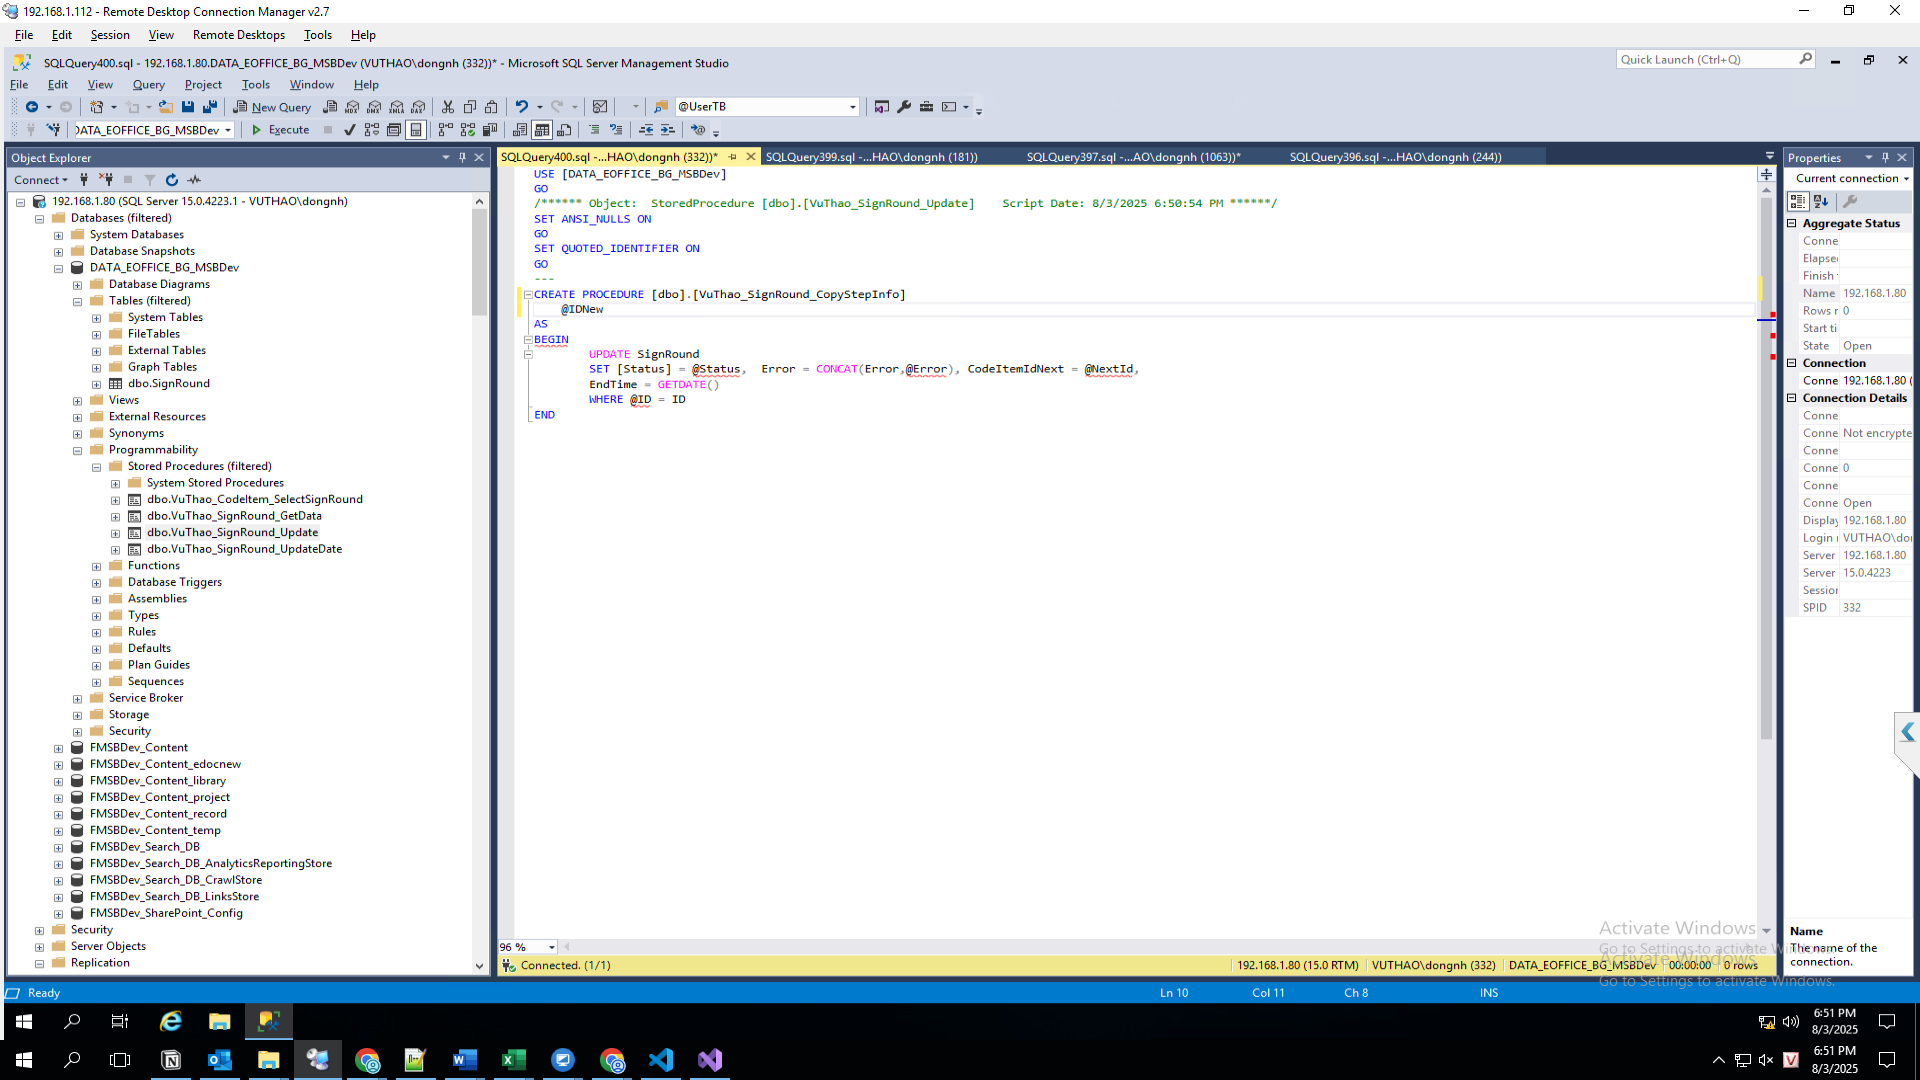 192.168.1.112 - Remote Desktop Connection Manager v2.7
File Edit Session View Remote Desktops Tools Help
SQLQuery400.sql - 192.168.1.80.DATA_EOFFICE_BG_MSBDev (VUTHAO\dongnh (332))* - Microsoft SQL Server Management Studio
Quick Launch (Ctrl+Q)
File Edit View Query Project Tools Window Help
New Query
@UserTB
DATA_EOFFICE_BG_MSBDev
Execute
Object Explorer
Connect
192.168.1.80 (SQL Server 15.0.4223.1 - VUTHAO\dongnh)
Databases (filtered)
System Databases
Database Snapshots
DATA_EOFFICE_BG_MSBDev
Database Diagrams
Tables (filtered)
System Tables
FileTables
External Tables
Graph Tables
dbo.SignRound
Views
External Resources
Synonyms
Programmability
Stored Procedures (filtered)
System Stored Procedures
dbo.VuThao_CodeItem_SelectSignRound
dbo.VuThao_SignRound_GetData
dbo.VuThao_SignRound_Update
dbo.VuThao_SignRound_UpdateDate
Functions
Database Triggers
Assemblies
Types
Rules
Defaults
Plan Guides
Sequences
Service Broker
Storage
Security
FMSBDev_Content
FMSBDev_Content_edocnew
FMSBDev_Content_library
FMSBDev_Content_project
FMSBDev_Content_record
FMSBDev_Content_temp
FMSBDev_Search_DB
FMSBDev_Search_DB_AnalyticsReportingStore
FMSBDev_Search_DB_CrawlStore
FMSBDev_Search_DB_LinksStore
FMSBDev_SharePoint_Config
Security
Server Objects
Replication
SQLQuery400.sql -...HAO\dongnh (332))* SQLQuery399.sql -...HAO\dongnh (181)) SQLQuery397.sql -...AO\dongnh (1063))* SQLQuery396.sql -...HAO\dongnh (244))
USE [DATA_EOFFICE_BG_MSBDev]
GO
/****** Object:  StoredProcedure [dbo].[VuThao_SignRound_Update]    Script Date: 8/3/2025 6:50:54 PM ******/
SET ANSI_NULLS ON
GO
SET QUOTED_IDENTIFIER ON
GO
---
CREATE PROCEDURE [dbo].[VuThao_SignRound_CopyStepInfo]
@IDNew
AS
BEGIN
UPDATE SignRound
SET [Status] = @Status,  Error = CONCAT(Error,@Error), CodeItemIdNext = @NextId,
EndTime = GETDATE()
WHERE @ID = ID
END
96 %
Connected. (1/1)
192.168.1.80 (15.0 RTM) VUTHAO\dongnh (332) DATA_EOFFICE_BG_MSBDev 00:00:00 0 rows
Properties
Current connection
Aggregate Status
Conne
Elapse
Finish
Name 192.168.1.80
Rows r 0
Start ti
State Open
Connection
Conne 192.168.1.80 (
Connection Details
Conne
Conne Not encrypte
Conne
Conne 0
Conne
Conne Open
Display 192.168.1.80
Login VUTHAO\do
Server 192.168.1.80
Server 15.0.4223
Session
SPID 332
Name
The name of the
connection.
Activate Windows
Go to Settings to activate Windows.
Activate Windows
Go to Settings to activate Windows.
Ready
Ln 10 Col 11 Ch 8 INS
6:51 PM
8/3/2025
6:51 PM
8/3/2025